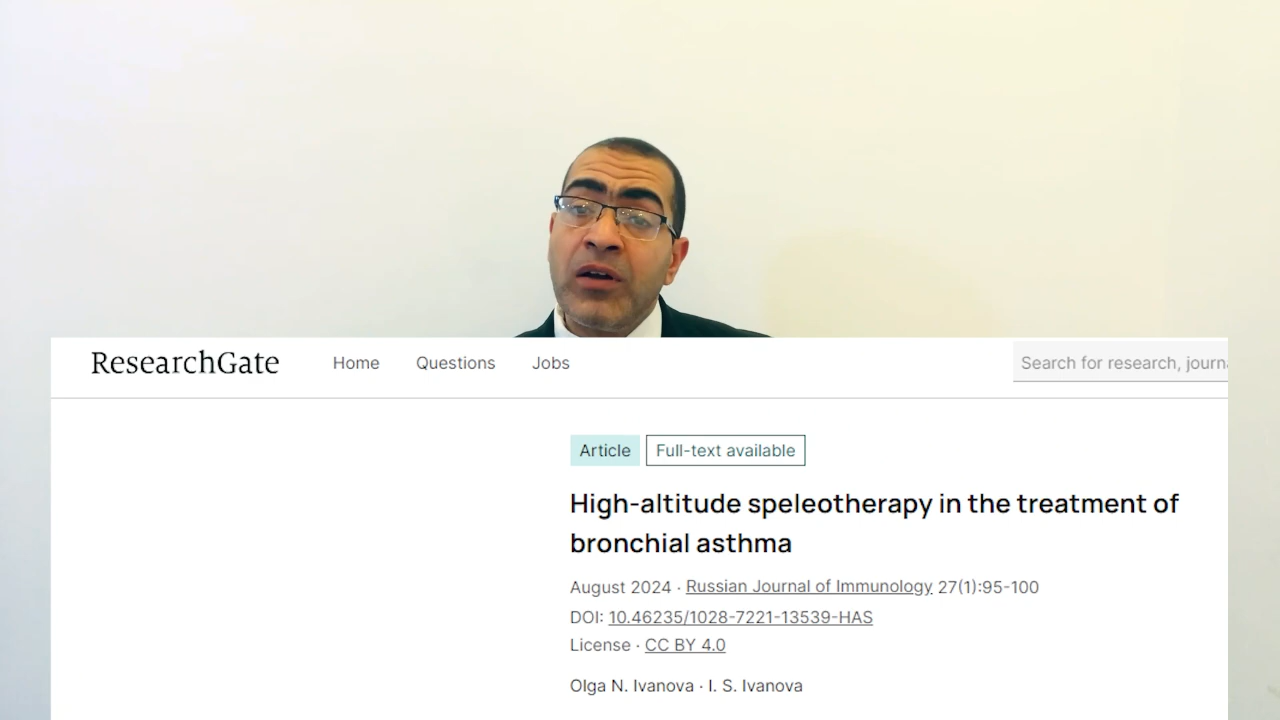 ResearchGate Home Questions Jobs Search for research, journ
Article Full-text available
High-altitude speleotherapy in the treatment of
bronchial asthma
August 2024 · Russian Journal of Immunology 27(1):95-100
DOI: 10.46235/1028-7221-13539-HAS
License · CC BY 4.0
Olga N. Ivanova · I. S. Ivanova